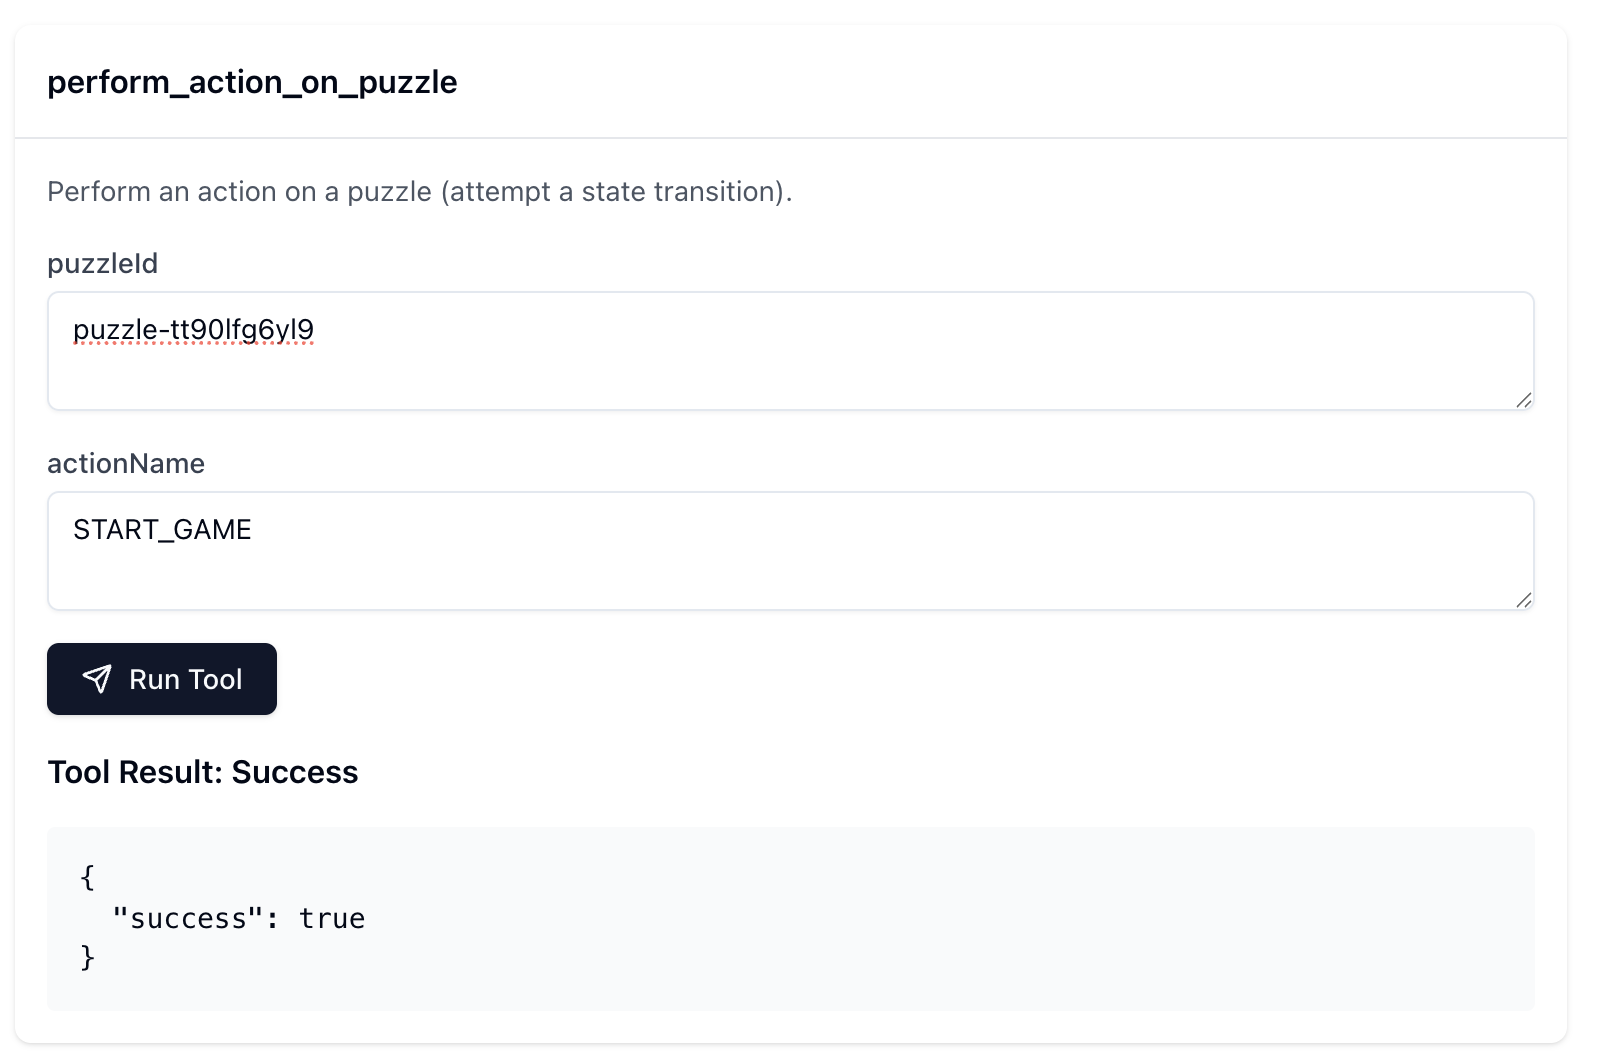 perform_action_on_puzzle
Perform an action on a puzzle (attempt a state transition).
puzzleId
puzzle-tt90lfg6yl9
actionName
START_GAME
Run Tool
Tool Result: Success
{
"success": true
}